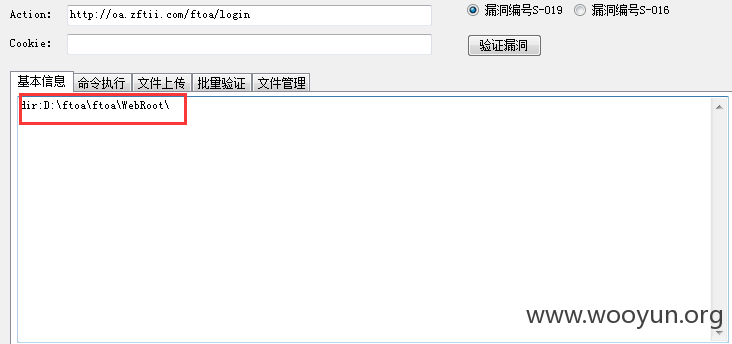 Action: http://oa.zftii.com/ftoa/login 漏洞编号S-019 漏洞编号S-016
Cookie: 验证漏洞
基本信息 命令执行 文件上传 批量验证 文件管理
dir:D:\ftoa\ftoa\WebRoot\
www.wooyun.org